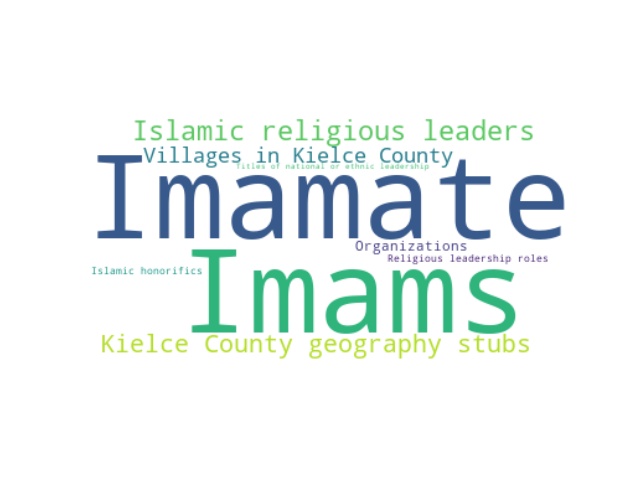 Islamic religious leaders
Villages in Kielce County
Titles of national or ethnic leadership
Imamate
Organizations
Religious leadership roles
Islamic honorifics
Imams
Kielce County geography stubs